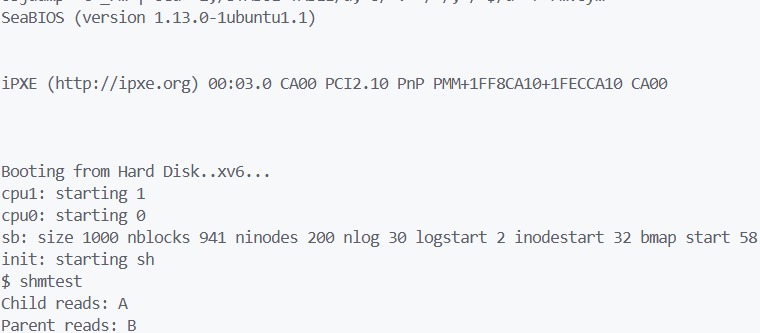 SeaBIOS (version 1.13.0-1ubuntu1.1)
iPXE (http://ipxe.org) 00:03.0 CA00 PCI2.10 PnP PMM+1FF8CA10+1FECCA10 CA00
Booting from Hard Disk..xv6...
cpu1: starting 1
cpu0: starting 0
sb: size 1000 nblocks 941 ninodes 200 nlog 30 logstart 2 inodestart 32 bmap start 58
init: starting sh
$ shmtest
Child reads: A
Parent reads: B